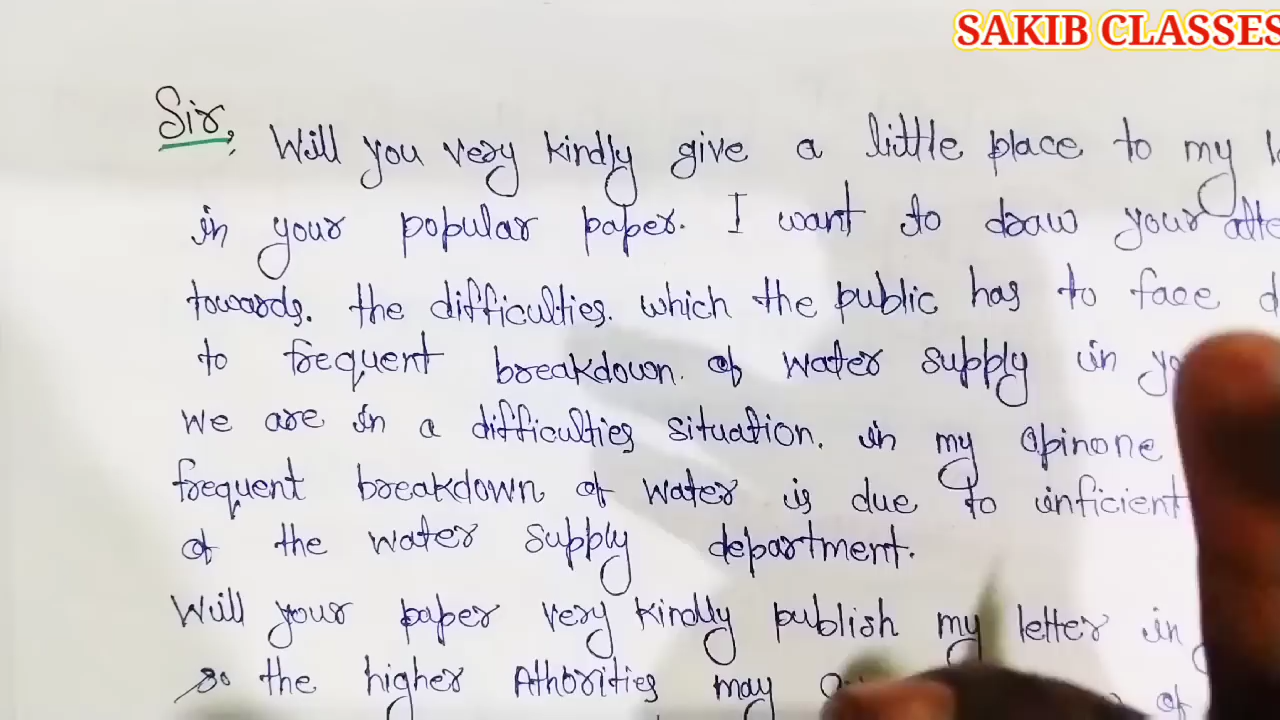 SAKIB CLASSES
Sir,
Will you very kindly give a little place to my
in your popular paper. I want to draw your atte
towards. the difficulties. which the public has to face d
to frequent breakdown. of water supply in
We are in a difficulties situation. in my opinone
frequent breakdown of water is due to inficient
of the water supply department.
Will your paper very kindly publish my letter in
so the higher Athorities may of